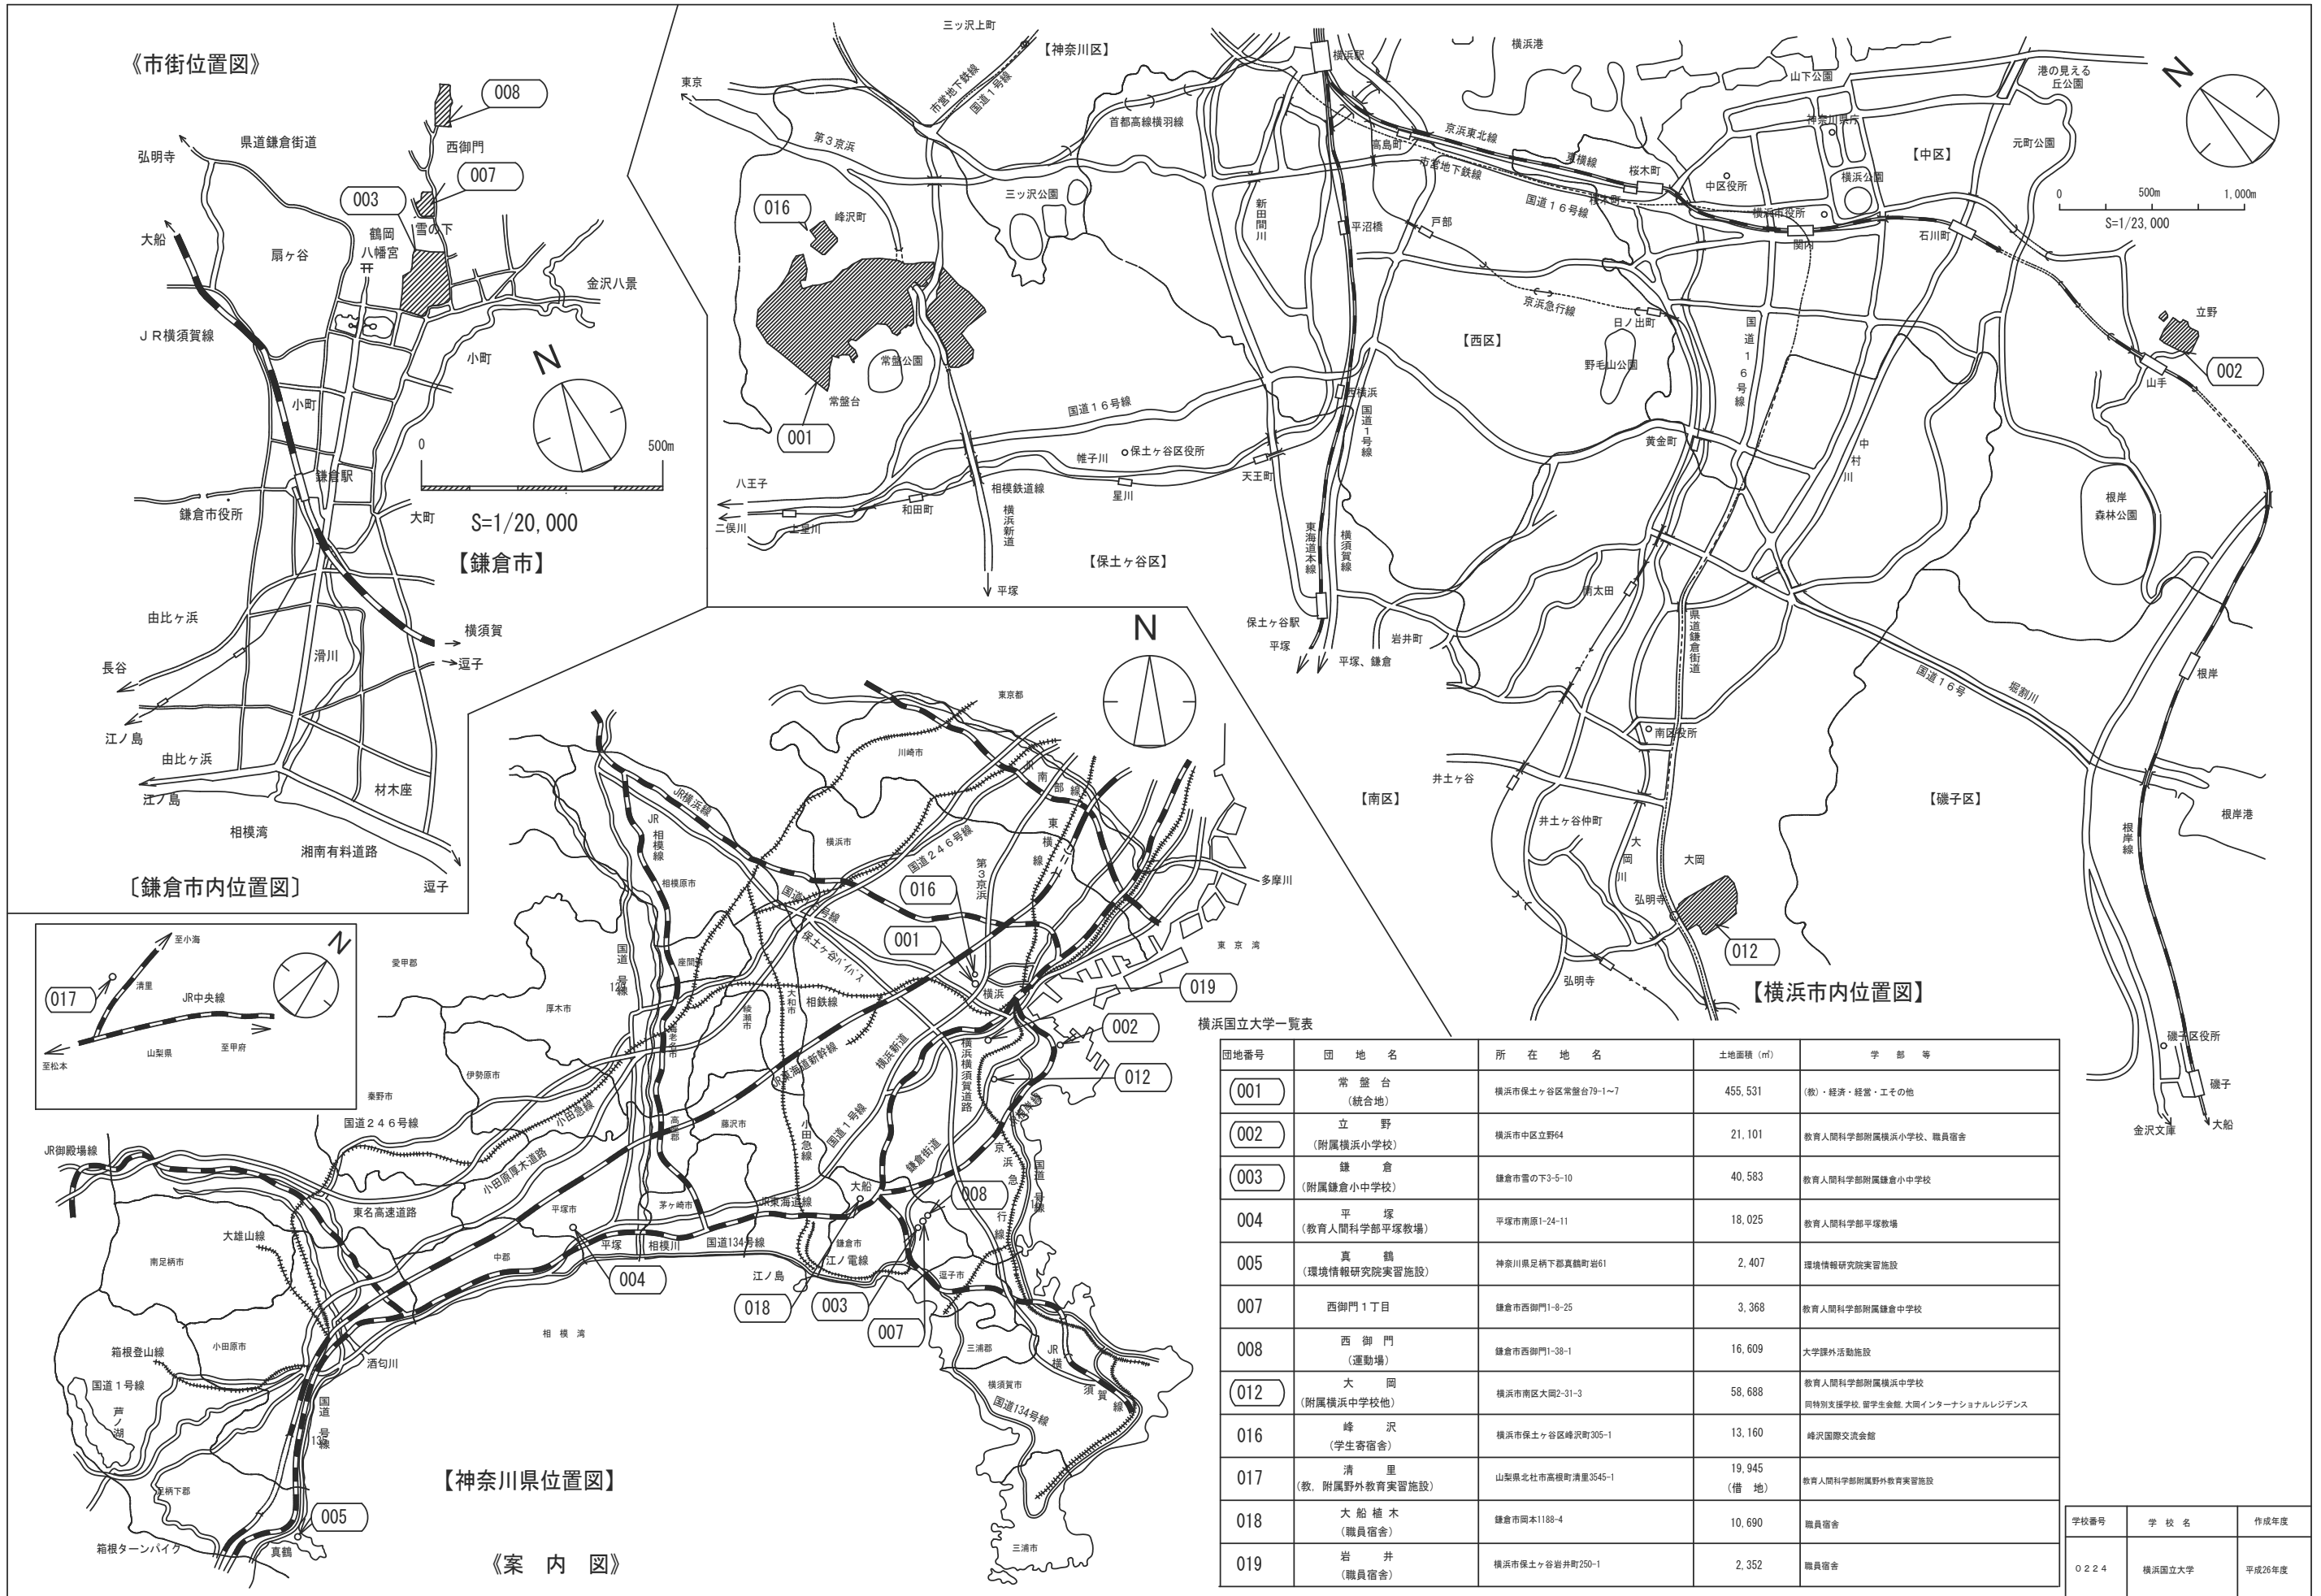 《市街位置図》
008
県道鎌倉街道
西御門
弘明寺
007
003
雪の下
鶴岡
八幡宮
大船
扇ヶ谷
金沢八景
ＪＲ横須賀線
小町
N
小町
0
500m
鎌倉駅
鎌倉市役所
大町
S=1/20,000
【鎌倉市】
由比ヶ浜
横須賀
滑川
逗子
長谷
江ノ島
由比ヶ浜
材木座
江ノ島
相模湾
湘南有料道路
逗子
〔鎌倉市内位置図〕
三ッ沢上町
【神奈川区】
横浜駅
横浜港
山下公園
港の見える
丘公園
N
東京
市営地下鉄線
国道１号線
首都高線横羽線
第３京浜
高島町
京浜東北線
東横線
市営地下鉄線
桜木町
桜木町
神奈川県庁
【中区】
元町公園
中区役所
横浜公園
0
500m
1,000m
S=1/23,000
三ッ沢公園
016
峰沢町
新田間川
平沼橋
戸部
国道１６号線
横浜市役所
関内
石川町
京浜急行線
日ノ出町
【西区】
国道１６号線
立野
常盤公園
野毛山公園
山手
002
常盤台
001
国道１６号線
西横浜
国道１号線
黄金町
中村川
保土ヶ谷区役所
帷子川
天王町
八王子
相模鉄道線
星川
和田町
二俣川
上星川
横浜新道
根岸
森林公園
東海道本線
横須賀線
【保土ヶ谷区】
平塚
南太田
保土ヶ谷駅
平塚
岩井町
平塚、鎌倉
県道鎌倉街道
国道１６号
堀割川
根岸
南区役所
井土ヶ谷
【南区】
【磯子区】
井土ヶ谷仲町
根岸線
根岸港
大岡川
大岡
弘明寺
012
弘明寺
【横浜市内位置図】
磯子区役所
磯子
金沢文庫
大船
N
至小海
017
清里
JR中央線
山梨県
至甲府
至松本
N
東京都
川崎市
JR
南部線
JR横浜線
JR
相模線
横浜市
国道２４６号線
東横線
第３京浜
016
多摩川
相模原市
001
保土ヶ谷ﾊﾞｲﾊﾟｽ
東京湾
愛甲郡
国道 号線
129
座間市
大和市
相鉄線
横浜
019
厚木市
綾瀬市
海老名市
002
JR東海道新幹線
横浜新道
横浜横須賀道路
012
伊勢原市
秦野市
小田急線
国道２４６号線
高座郡
藤沢市
小田急線
国道１号線
鎌倉街道
京浜急行線
国道 号線
JR御殿場線
小田原厚木道路
茅ヶ崎市
JR東海道線
大船
008
東名高速道路
平塚市
大雄山線
平塚
相模川
国道134号線
鎌倉市
江ノ電線
南足柄市
中郡
004
江ノ島
逗子市
018
003
007
相模湾
三浦郡
JR
横須賀線
小田原市
箱根登山線
酒匂川
国道１号線
横須賀市
国道134号線
芦ノ湖
国道 号線
135
【神奈川県位置図】
足柄下郡
005
箱根ターンパイク
真鶴
《案　内　図》
三浦市
横浜国立大学一覧表
団地番号　団　地　名　所　在　地　名　土地面積（㎡）　学　部　等
001　常　盤　台　横浜市保土ヶ谷区常盤台79-1～7　455,531　(教)・経済・経営・工その他
（統合地）
002　立　野　横浜市中区立野64　21,101　教育人間科学部附属横浜小学校、職員宿舎
（附属横浜小学校）
003　鎌　倉　鎌倉市雪の下3-5-10　40,583　教育人間科学部附属鎌倉小中学校
（附属鎌倉小中学校）
004　平　塚　平塚市南原1-24-11　18,025　教育人間科学部平塚教場
（教育人間科学部平塚教場）
005　真　鶴　神奈川県足柄下郡真鶴町岩61　2,407　環境情報研究院実習施設
（環境情報研究院実習施設）
007　西御門１丁目　鎌倉市西御門1-8-25　3,368　教育人間科学部附属鎌倉中学校
008　西　御　門　鎌倉市西御門1-38-1　16,609　大学課外活動施設
（運動場）
012　大　岡　横浜市南区大岡2-31-3　58,688　教育人間科学部附属横浜中学校
（附属横浜中学校他）　同特別支援学校,留学生会館,大岡インターナショナルレジデンス
016　峰　沢　横浜市保土ヶ谷区峰沢町305-1　13,160　峰沢国際交流会館
（学生寄宿舎）
017　清　里　山梨県北杜市高根町清里3545-1　19,945　教育人間科学部附属野外教育実習施設
（教．附属野外教育実習施設）　（借　地）
018　大船植木　鎌倉市岡本1188-4　10,690　職員宿舎
（職員宿舎）
019　岩　井　横浜市保土ヶ谷岩井町250-1　2,352　職員宿舎
（職員宿舎）
学校番号　学　校　名　作成年度
０２２４　横浜国立大学　平成26年度